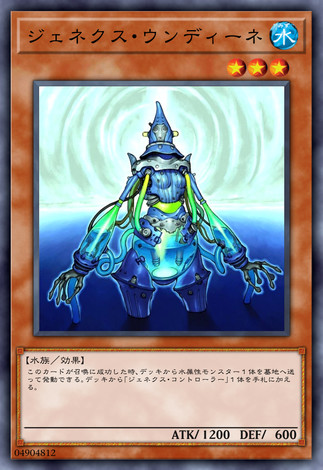 ジェネクス・ウンディーネ
水
【水族／効果】
このカードが召喚に成功した時、デッキから水属性モンスター１体を墓地へ送
って発動できる。デッキから「ジェネクス・コントローラー」１体を手札に加え
る。
ATK/ 1200 DEF/ 600
04904812